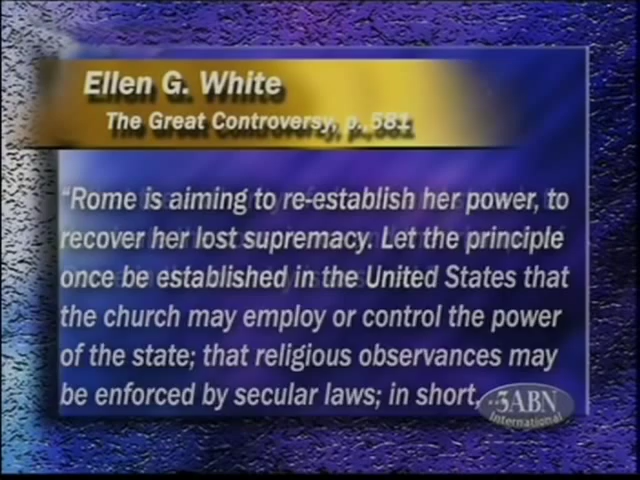 Ellen G. White
The Great Controversy, p. 581
“Rome is aiming to re-establish her power, to
recover her lost supremacy. Let the principle
once be established in the United States that
the church may employ or control the power
of the state; that religious observances may
be enforced by secular laws; in short,...
3ABN
International